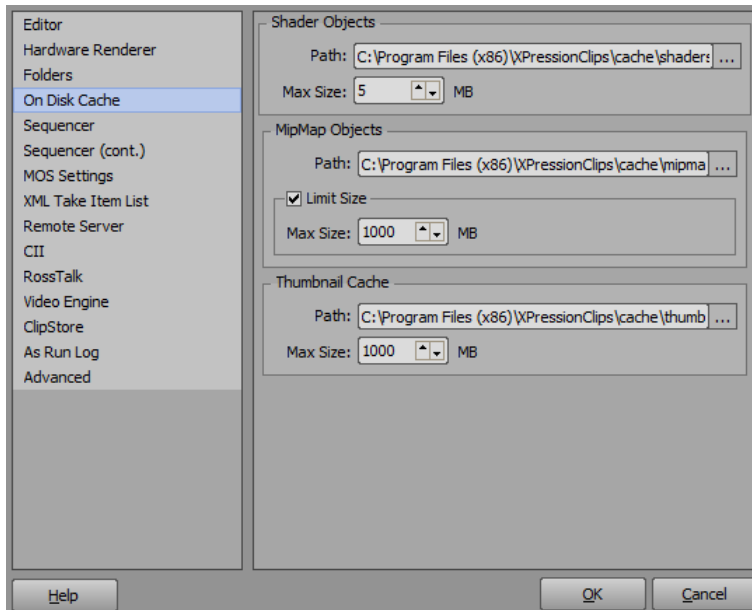 Editor
Hardware Renderer
Folders
On Disk Cache
Sequencer
Sequencer (cont.)
MOS Settings
XML Take Item List
Remote Server
CII
RossTalk
Video Engine
ClipStore
As Run Log
Advanced
Shader Objects
Path: C:\Program Files (x86)\XPressionClips\cache\shaders ...
Max Size: 5 MB
MipMap Objects
Path: C:\Program Files (x86)\XPressionClips\cache\mipma ...
Limit Size
Max Size: 1000 MB
Thumbnail Cache
Path: C:\Program Files (x86)\XPressionClips\cache\thumb ...
Max Size: 1000 MB
Help
OK
Cancel